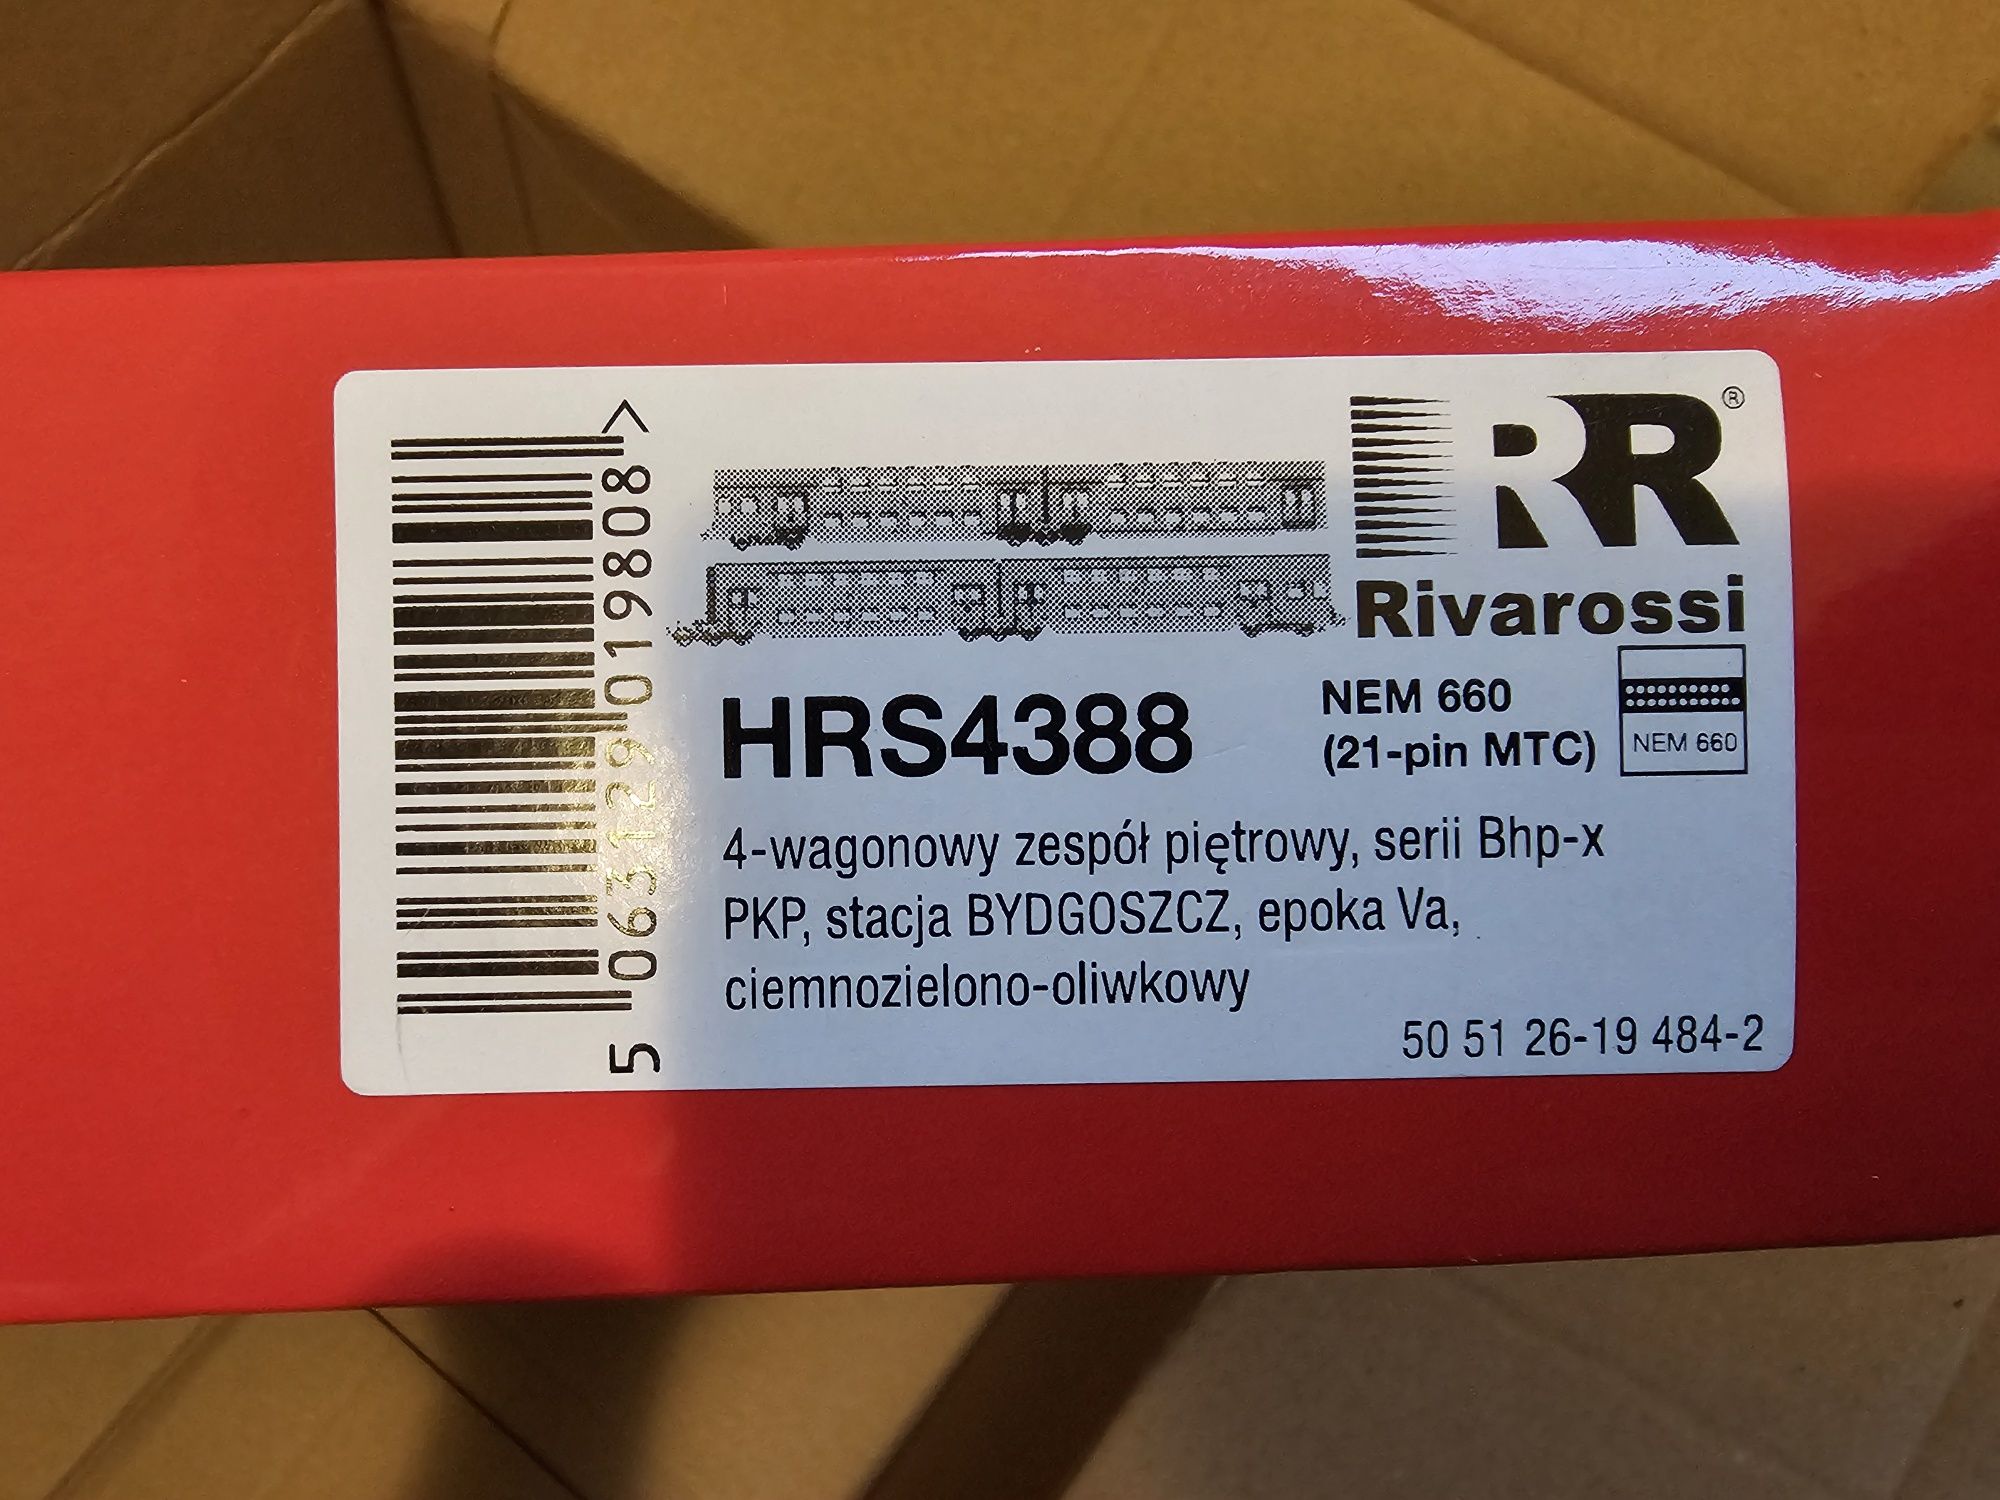 RR®
Rivarossi
HRS4388
NEM 660
(21-pin MTC)
NEM 660
4-wagonowy zespół piętrowy, serii Bhp-x
PKP, stacja BYDGOSZCZ, epoka Va,
ciemnozielono-oliwkowy
50 51 26-19 484-2
5 063129 019808 >